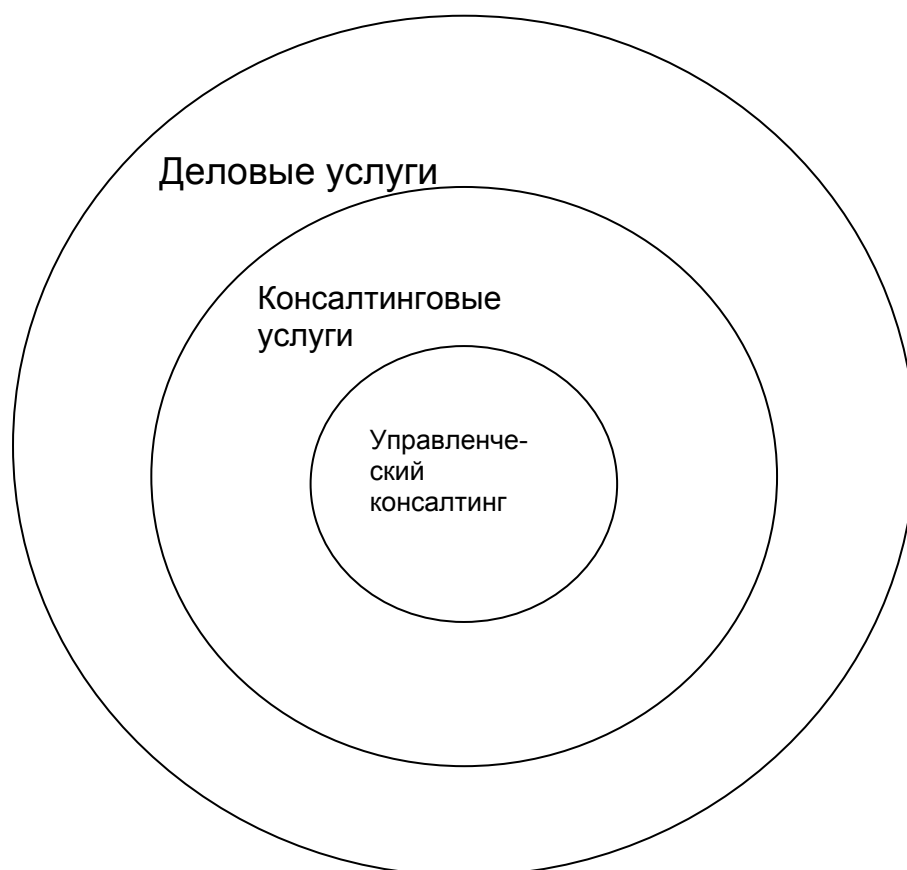 Деловые услуги
Консалтинговые
услуги
Управленче-
ский
консалтинг